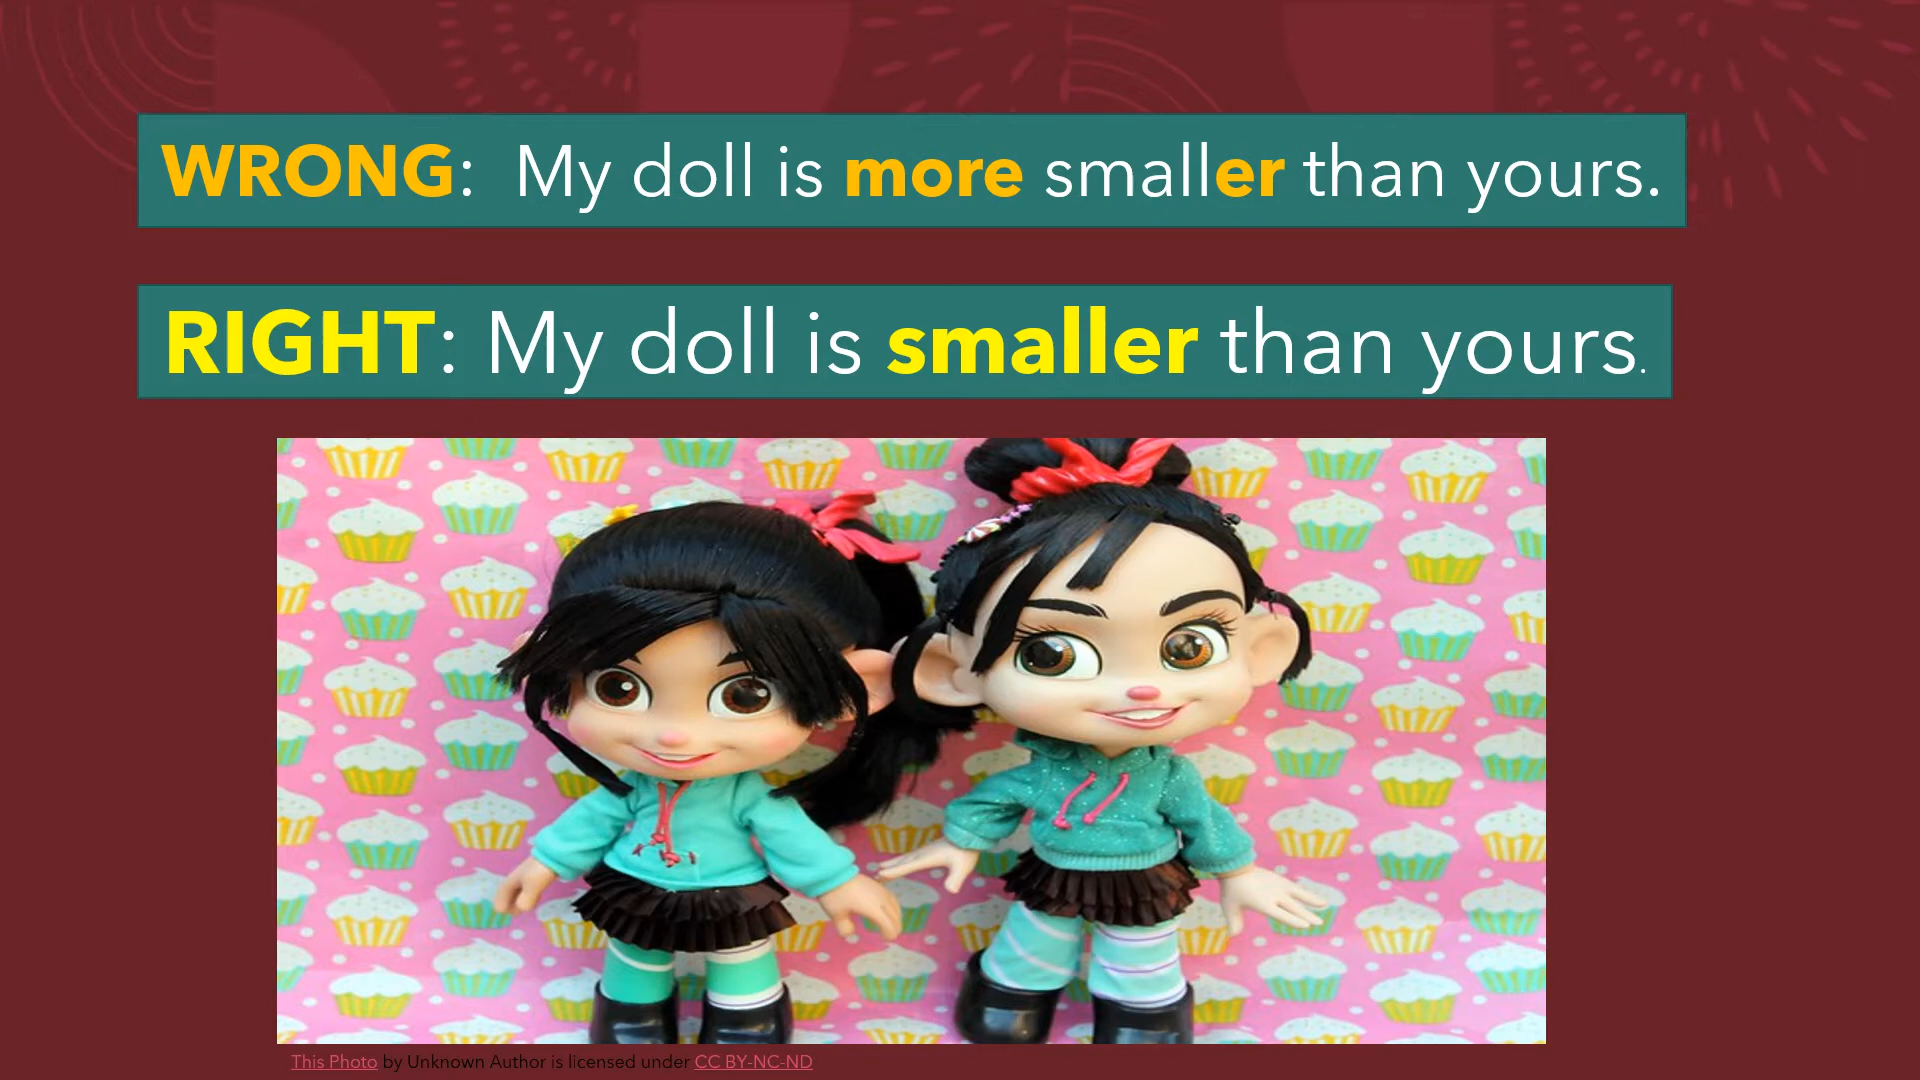 WRONG: My doll is more smaller than yours.
RIGHT: My doll is smaller than yours.
This Photo by Unknown Author is licensed under CC BY-NC-ND